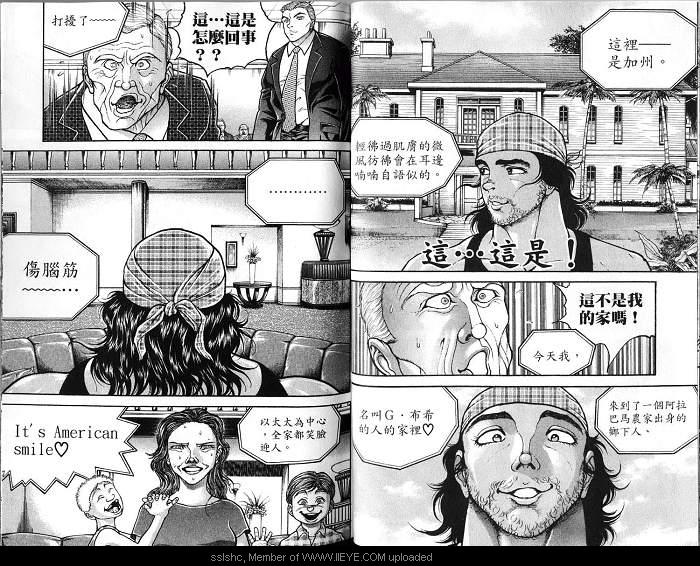 這裡——
是加州。
輕彿過肌膚的微
風彷彿會在耳邊
喃喃自語似的。
這…這是！
這不是我
的家嗎！
今天我，
來到了一個阿拉
巴馬農家出身的
鄉下人、
名叫G‧布希
的人的家裡♡
這…這是
怎麼回事
？？
打擾了～～～～
…………
傷腦筋
～～～…
以太太為中心
，全家都笑臉
迎人。
It's American
smile♡
sslshc, Member of WWW.IIEYE.COM uploaded